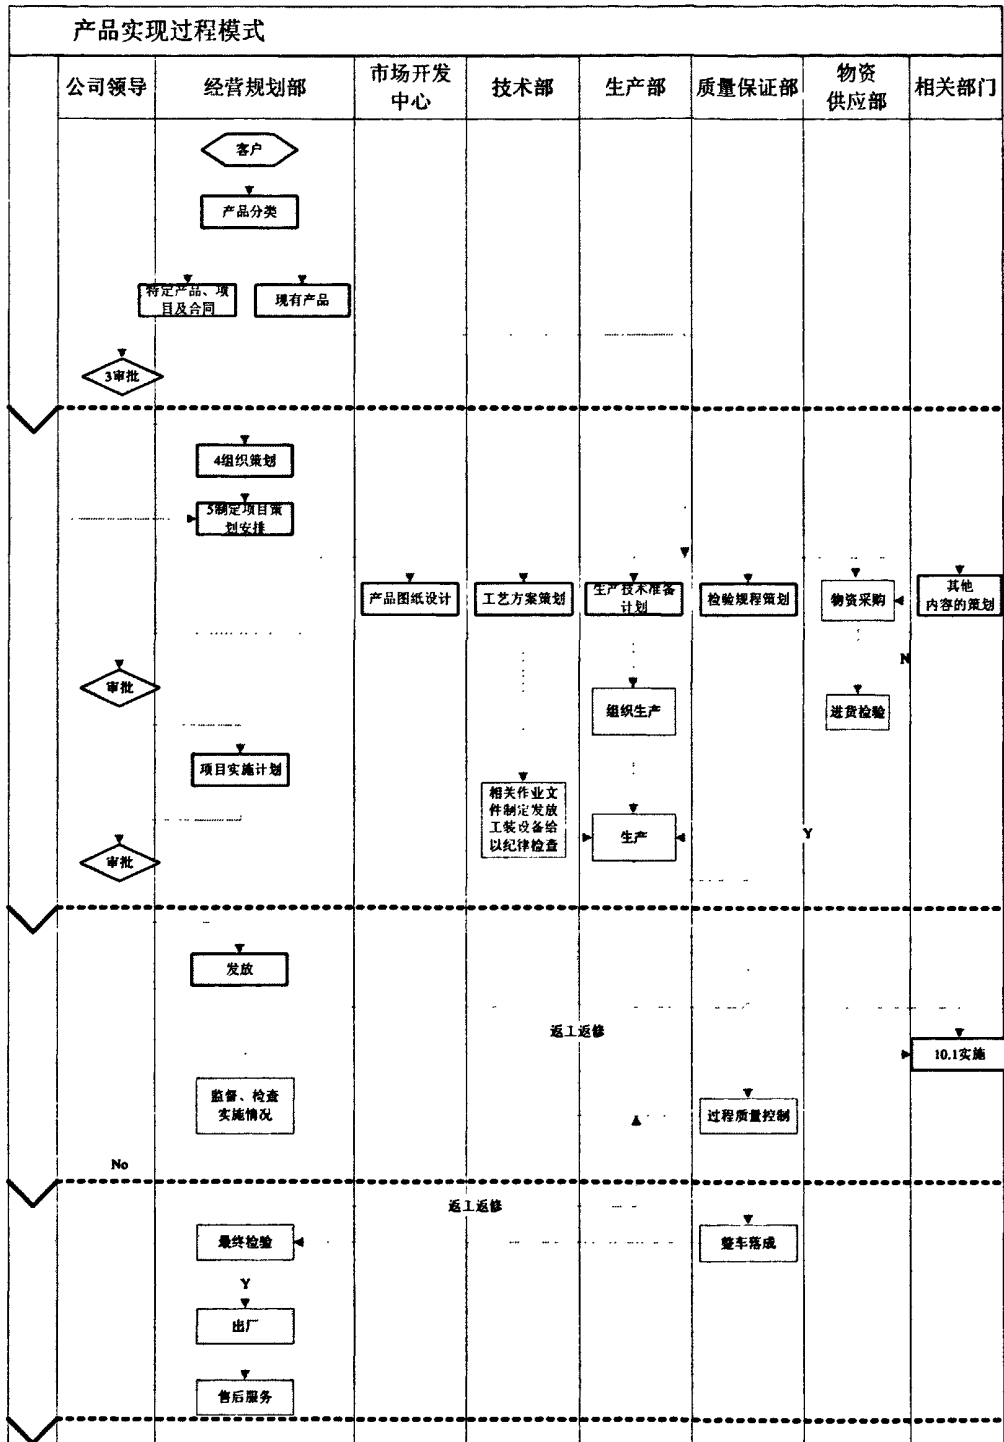 产品实现过程模式
公司领导
经营规划部
市场开发
中心
技术部
生产部
质量保证部
物资
供应部
相关部门
客户
产品分类
特定产品、项
目及合同
现有产品
3审批
4组织策划
5制定项目策
划安排
产品图纸设计
工艺方案策划
生产技术准备
计划
检验规程策划
物资采购
其他
内容的策划
N
审批
组织生产
进货检验
项目实施计划
相关作业文
件制定发放
工装设备给
以纪律检查
生产
Y
审批
发放
返工返修
10.1实施
监督、检查
实施情况
过程质量控制
No
返工返修
最终检验
整车落成
Y
出厂
售后服务